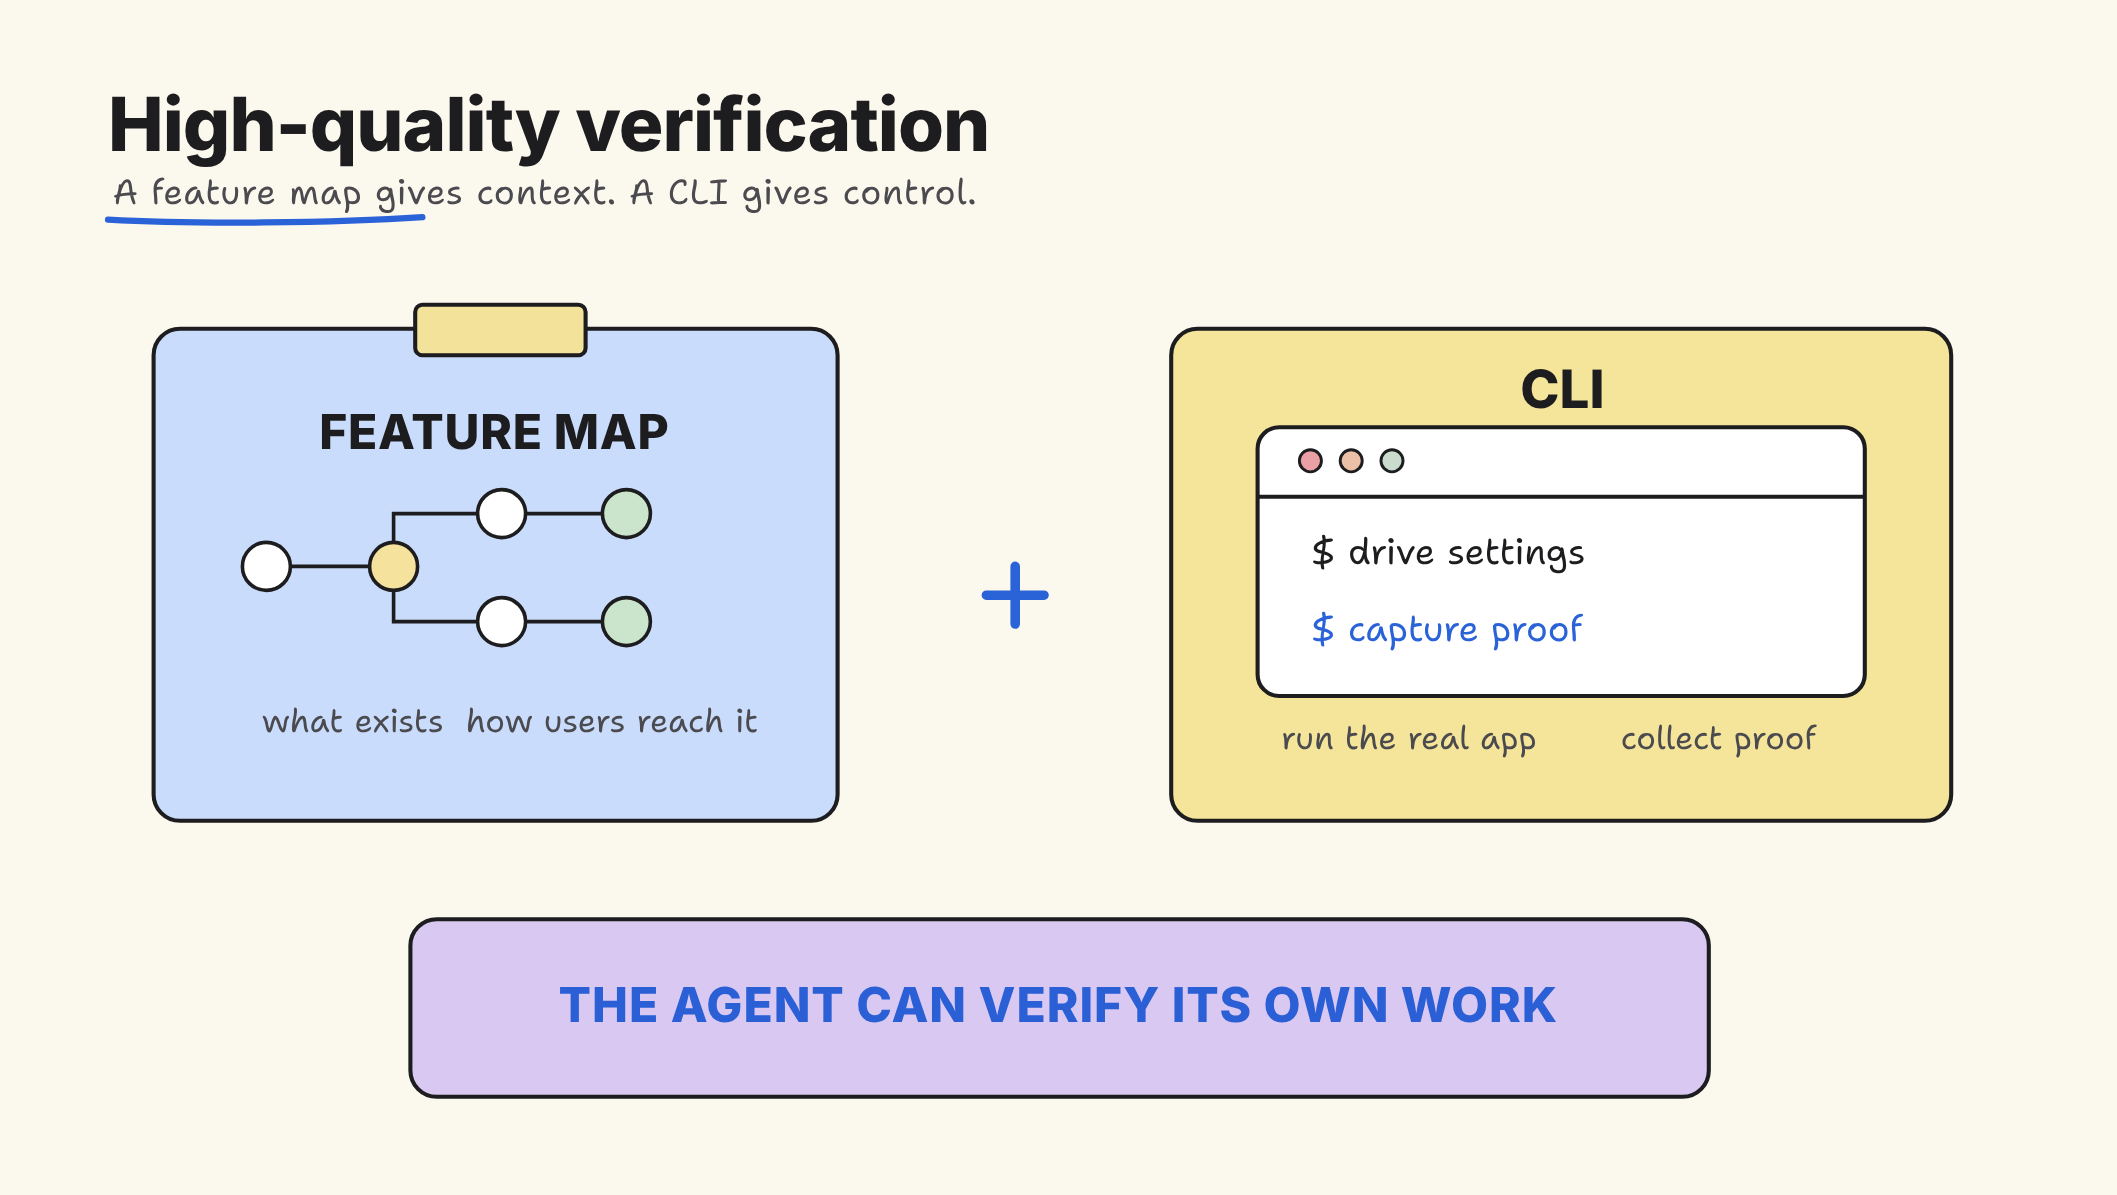 High-quality verification
A feature map gives context. A CLI gives control.
FEATURE MAP
what exists how users reach it
CLI
$ drive settings
$ capture proof
run the real app collect proof
THE AGENT CAN VERIFY ITS OWN WORK